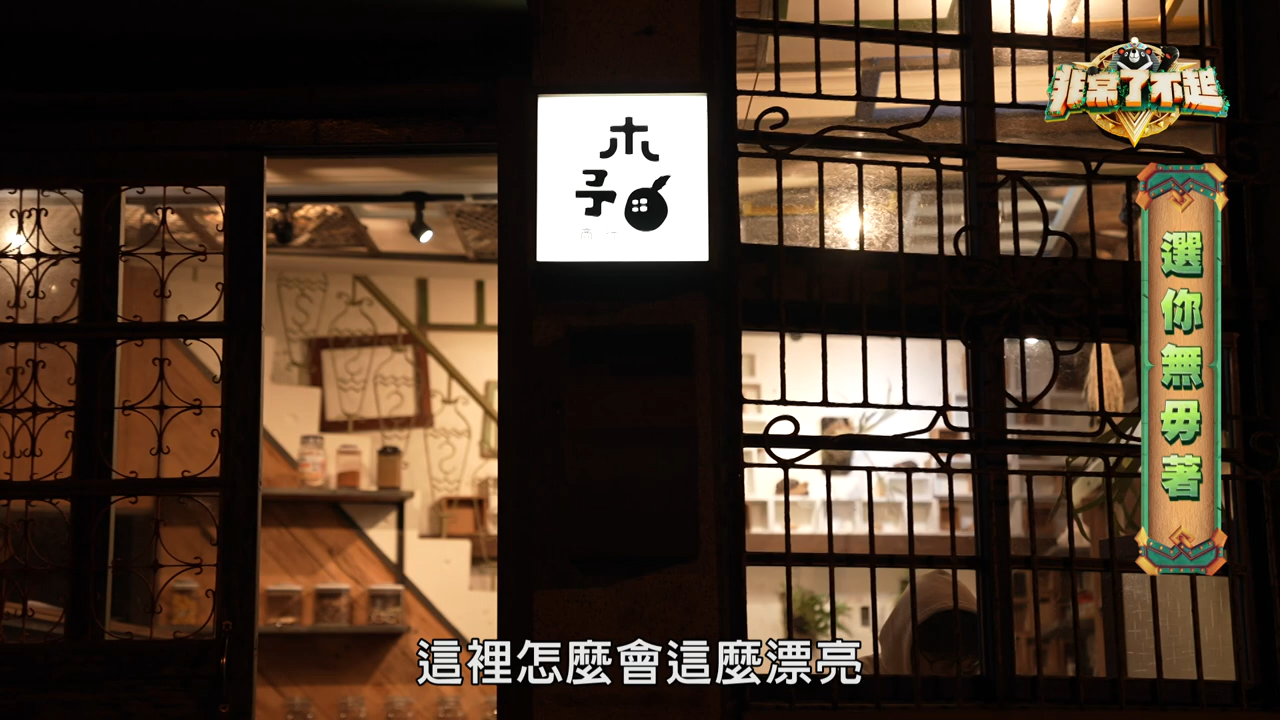 非常了不起
選你無毋著
木
子
這裡怎麼會這麼漂亮